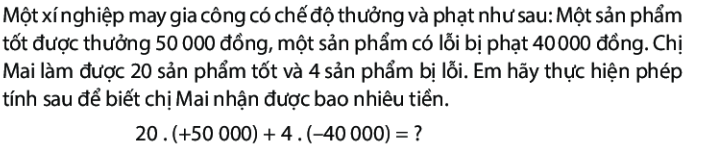 Một xí nghiệp may gia công có chế độ thưởng và phạt như sau: Một sản phẩm
tốt được thưởng 50 000 đồng, một sản phẩm có lỗi bị phạt 40 000 đồng. Chị
Mai làm được 20 sản phẩm tốt và 4 sản phẩm bị lỗi. Em hãy thực hiện phép
tính sau để biết chị Mai nhận được bao nhiêu tiền.
20 . (+50 000) + 4 . (–40 000) = ?